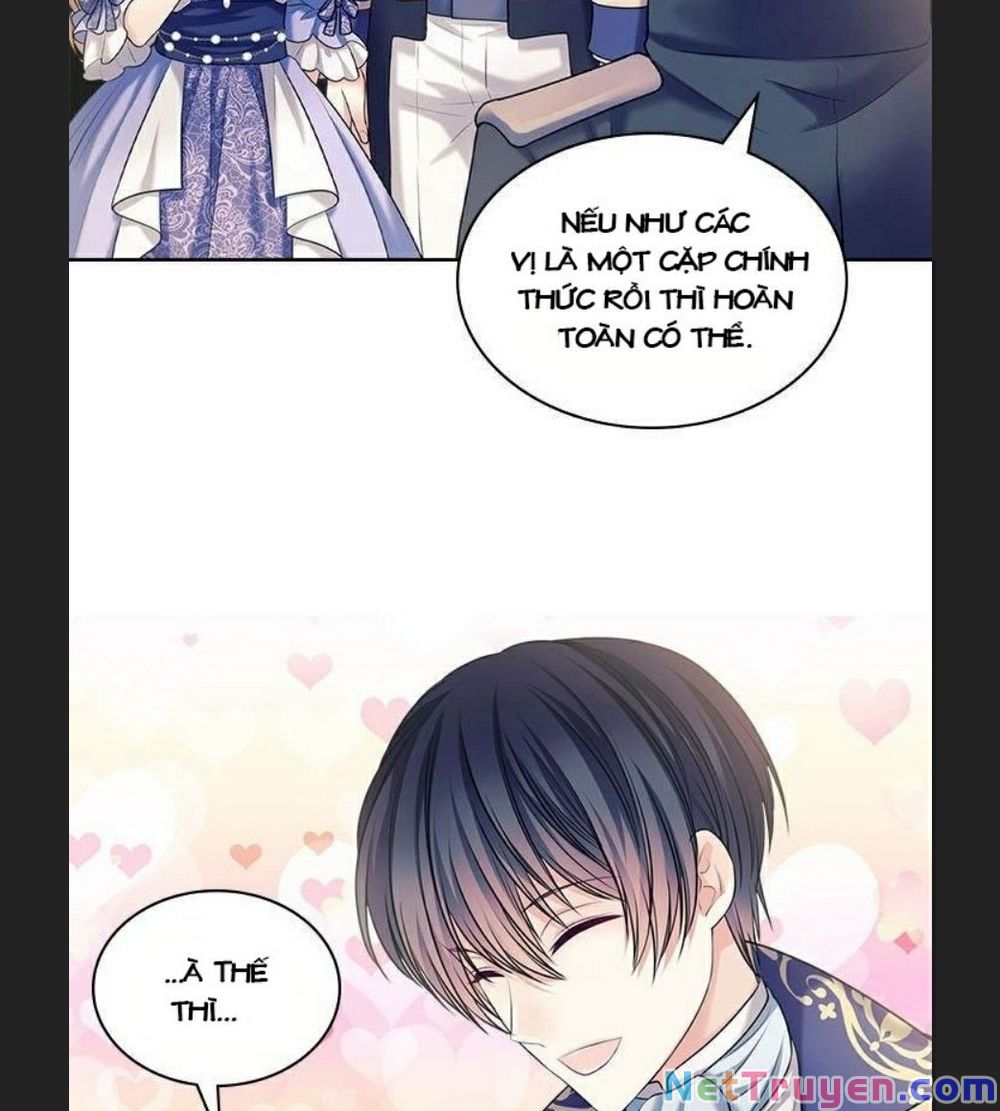 NẾU NHƯ CÁC
VỊ LÀ MỘT CẶP CHÍNH
THỨC RỒI THÌ HOÀN
TOÀN CÓ THỂ.
...À THẾ
THÌ...
NetTruyen.com